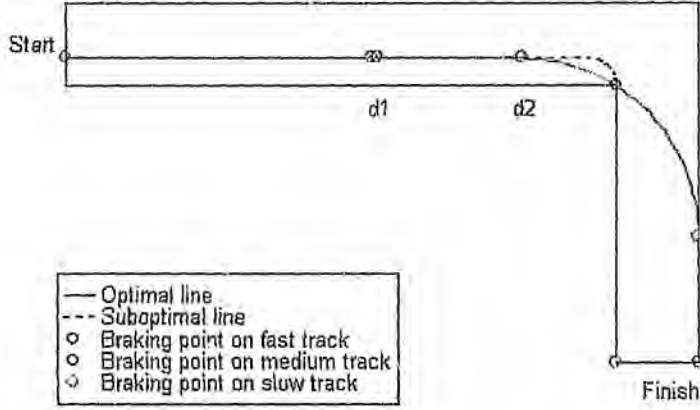 Start
d1
d2
Optimal line
Suboptimal line
Braking point on fast track
Braking point on medium track
Braking point on slow track
Finish